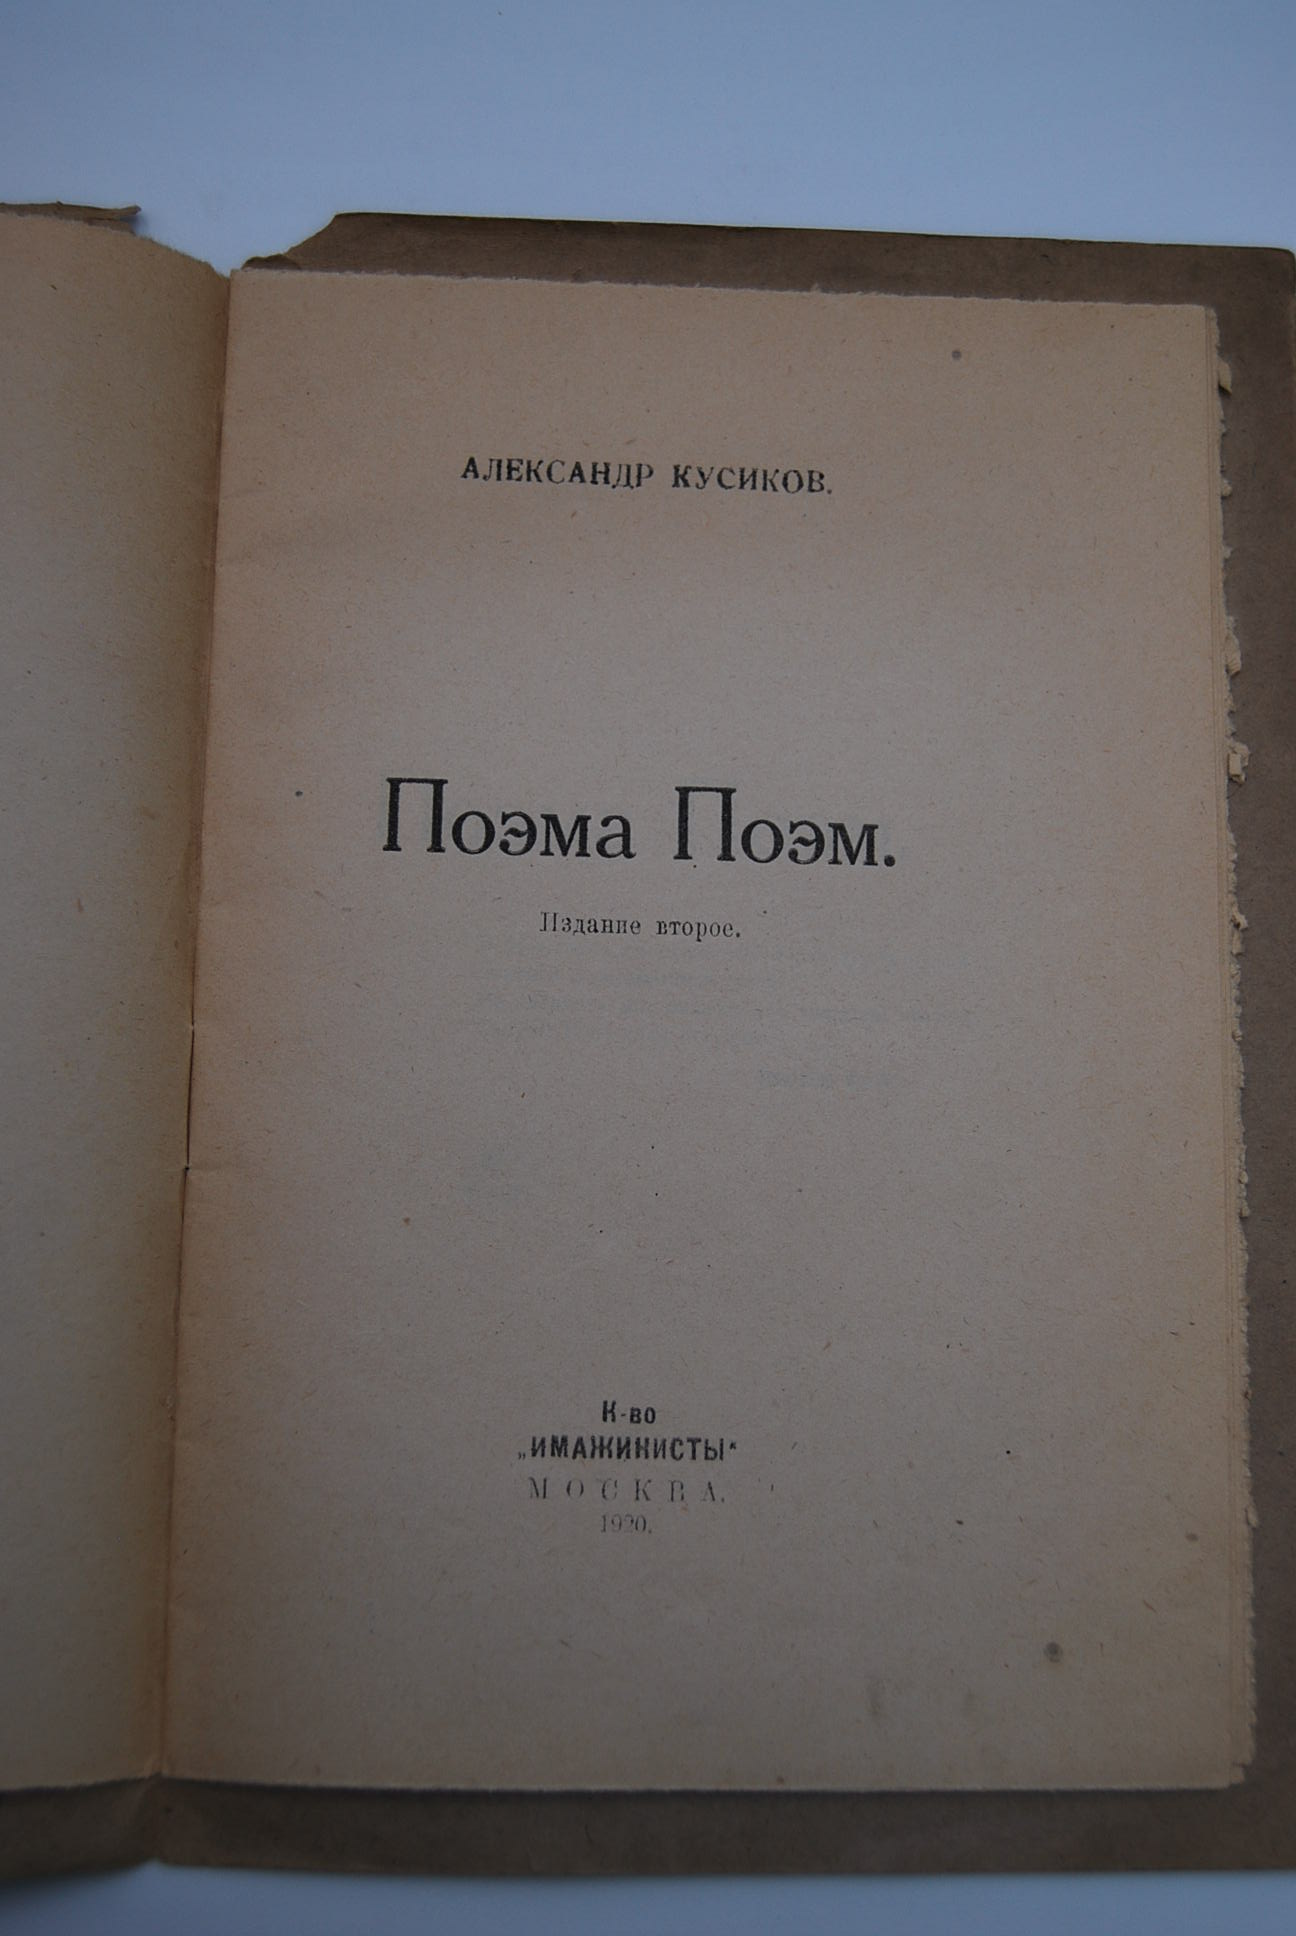 АЛЕКСАНДР КУСИКОВ.
Поэма Поэм.
Издание второе.
К-во
„ИМАЖИНИСТЫ“
МОСКВА.
1920.